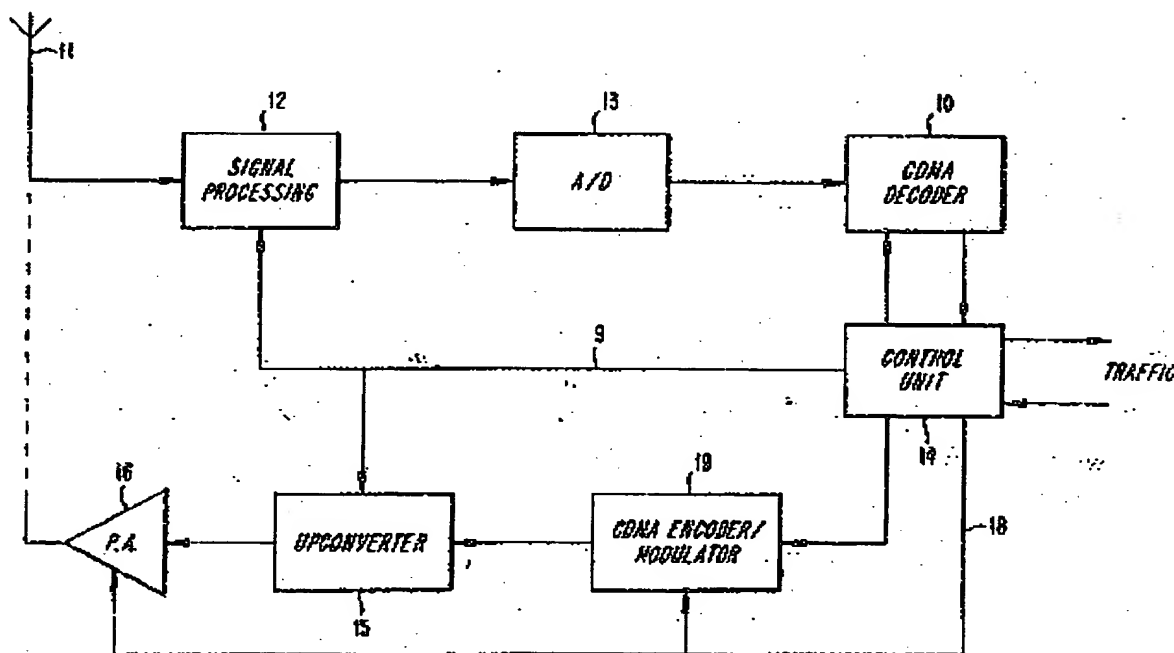 11
12
13
10
SIGNAL
PROCESSING
A/D
CDMA
DECODER
9
CONTROL
UNIT
TRAFFIC
14
16
19
18
P.A.
UPCONVERTER
CDMA ENCODER/
MODULATOR
15